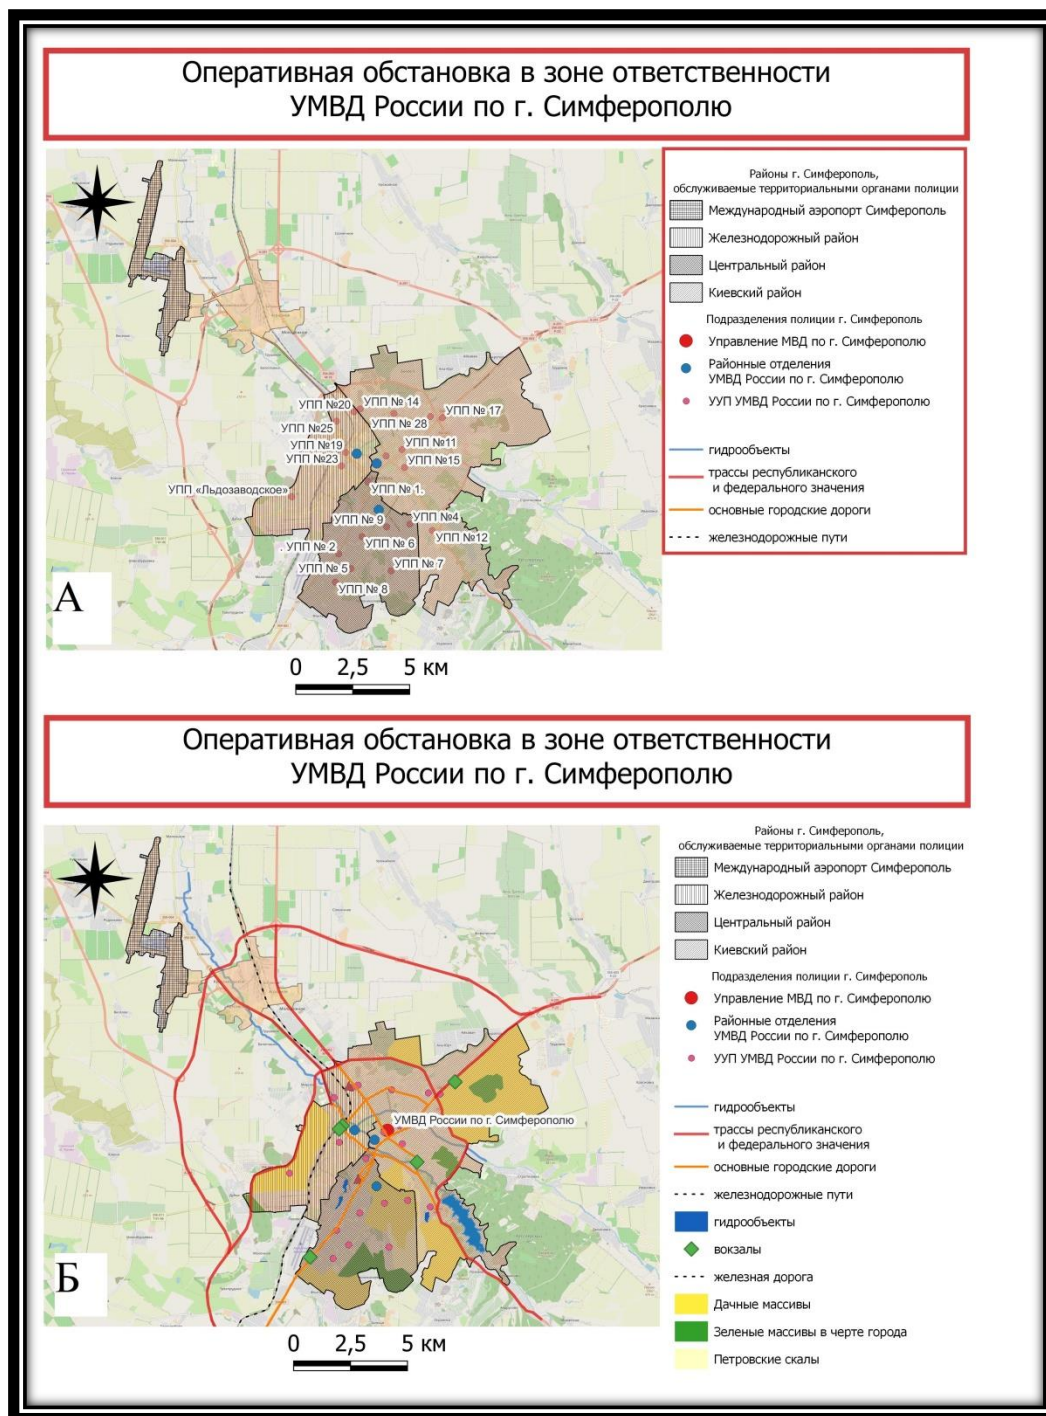 Оперативная обстановка в зоне ответственности
УМВД России по г. Симферополю
Районы г. Симферополь,
обслуживаемые территориальными органами полиции
Международный аэропорт Симферополь
Железнодорожный район
Центральный район
Киевский район
Подразделения полиции г. Симферополь
Управление МВД по г. Симферополю
Районные отделения
УМВД России по г. Симферополю
УУП УМВД России по г. Симферополю
гидрообъекты
трассы республиканского
и федерального значения
основные городские дороги
железнодорожные пути
УПП №20
УПП № 14
УПП № 17
УПП №25
УПП № 28
УПП №19
УПП №11
УПП №23
УПП №15
УПП «Льдозаводское»
УПП № 1.
УПП № 9
УПП №4
УПП № 2
УПП № 6
УПП №12
УПП № 5
УПП № 7
УПП № 8
А
0 2,5 5 км
Оперативная обстановка в зоне ответственности
УМВД России по г. Симферополю
Районы г. Симферополь,
обслуживаемые территориальными органами полиции
Международный аэропорт Симферополь
Железнодорожный район
Центральный район
Киевский район
Подразделения полиции г. Симферополь
Управление МВД по г. Симферополю
Районные отделения
УМВД России по г. Симферополю
УУП УМВД России по г. Симферополю
гидрообъекты
трассы республиканского
и федерального значения
основные городские дороги
железнодорожные пути
гидрообъекты
вокзалы
железная дорога
Дачные массивы
Зеленые массивы в черте города
Петровские скалы
УМВД России по г. Симферополю
Б
0 2,5 5 км